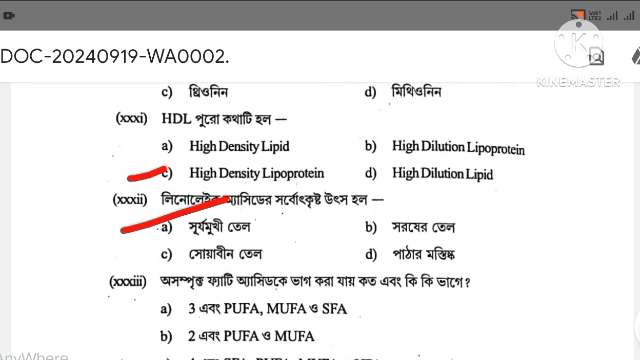 DOC-20240919-WA0002.
KINEMASTER
c) থ্রিওনিন d) মিথিওনিন
(xxxi) HDL পুরো কথাটি হল —
a) High Density Lipid b) High Dilution Lipoprotein
c) High Density Lipoprotein d) High Dilution Lipid
(xxxii) লিনোলেইক অ্যাসিডের সর্বোৎকৃষ্ট উৎস হল —
a) সূর্যমুখী তেল b) সরষের তেল
c) সোয়াবীন তেল d) পাঠার মস্তিষ্ক
(xxxiii) অসম্পৃক্ত ফ্যাটি অ্যাসিডকে ভাগ করা যায় কত এবং কি কি ভাগে?
a) 3 এবং PUFA, MUFA ও SFA
b) 2 এবং PUFA ও MUFA